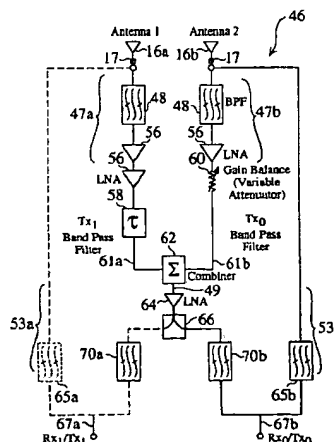 46
Antenna 1 Antenna 2
16a 16b
17 17
48 48 BPF
47a 47b
56 56
56 60 LNA
LNA Gain Balance
58 (Variable
Attenuator)
τ
Tx1 Tx0
Band Pass 62 Band Pass
Filter Filter
61a Σ 61b
Combiner
49
64 LNA
66
53a 53
70a 70b
65a 65b
67a 67b
Rx1/Tx1 Rx0/Tx0